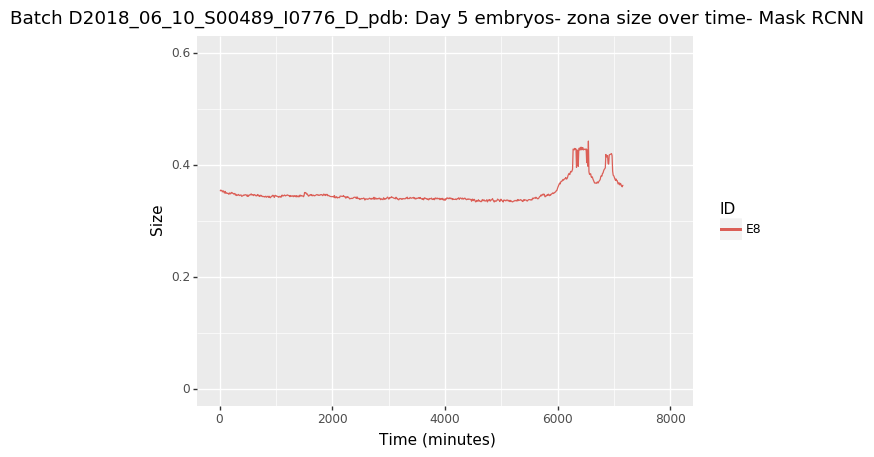 Batch D2018_06_10_S00489_I0776_D_pdb: Day 5 embryos- zona size over time- Mask RCNN
0.6
0.4
0.2
0
Size
0
2000
4000
6000
8000
Time (minutes)
ID
E8